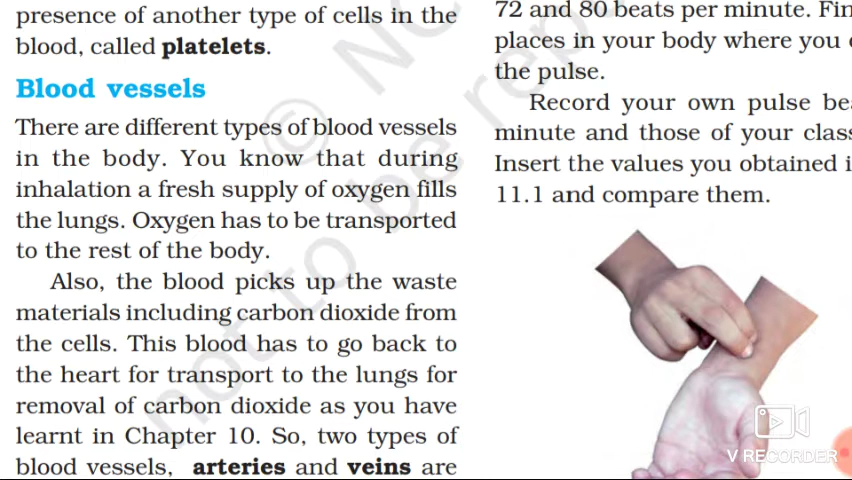 presence of another type of cells in the
blood, called platelets.
Blood vessels
There are different types of blood vessels
in the body. You know that during
inhalation a fresh supply of oxygen fills
the lungs. Oxygen has to be transported
to the rest of the body.
Also, the blood picks up the waste
materials including carbon dioxide from
the cells. This blood has to go back to
the heart for transport to the lungs for
removal of carbon dioxide as you have
learnt in Chapter 10. So, two types of
blood vessels, arteries and veins are
72 and 80 beats per minute.
places in your body where you
the pulse.
Record your own pulse
minute and those of your
Insert the values you obtained
11.1 and compare them.
©
not to be
V RECORDER